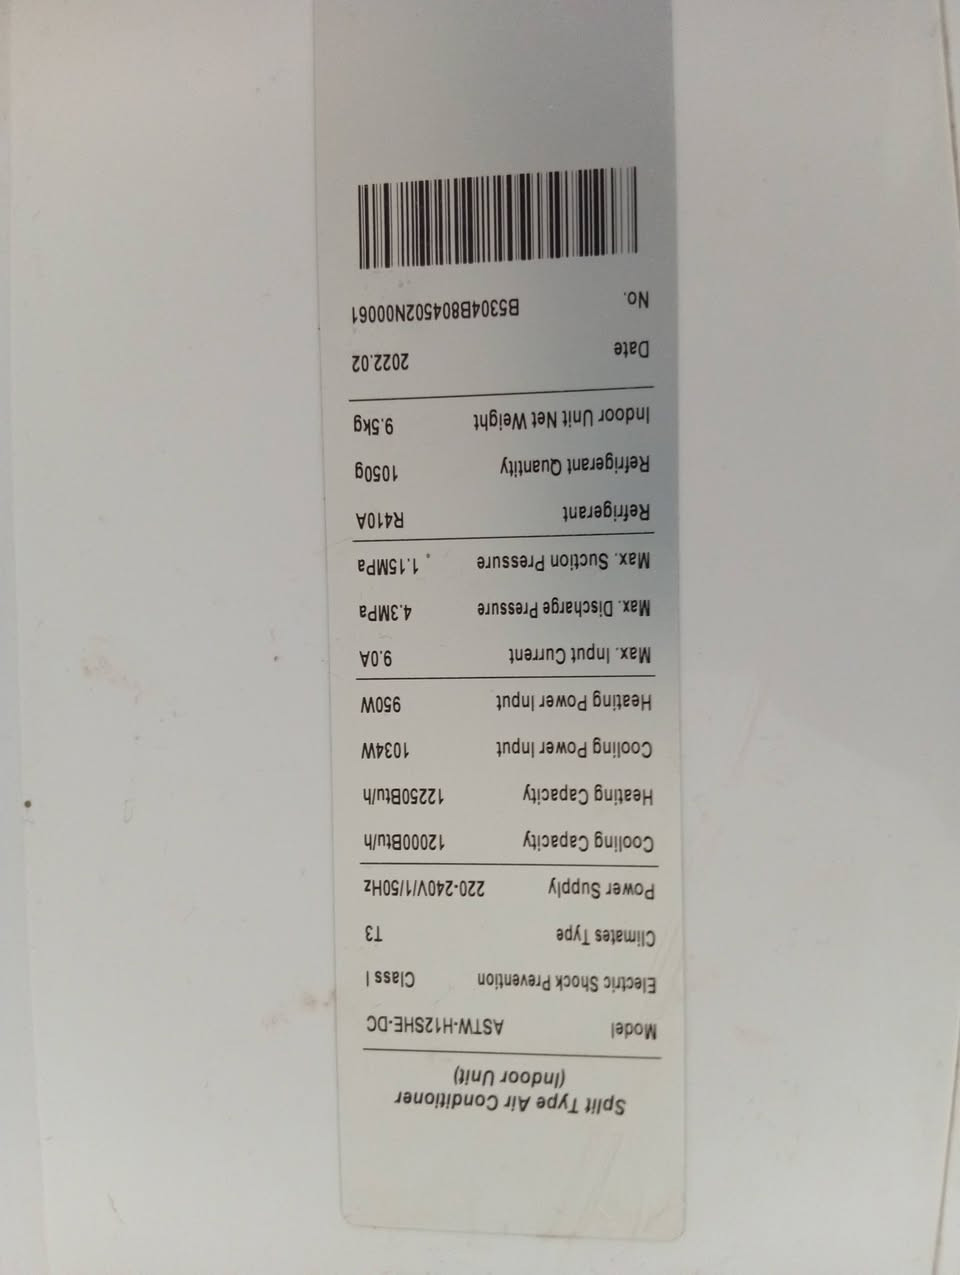 Split Type Air Conditioner
(Indoor Unit)
Model ASTW-H12SHE-DC
Electric Shock Prevention Class I
Climates Type T3
Power Supply 220-240V/1/50Hz
Cooling Capacity 12000Btu/h
Heating Capacity 12250Btu/h
Cooling Power Input 1034W
Heating Power Input 950W
Max. Input Current 9.0A
Max. Discharge Pressure 4.3MPa
Max. Suction Pressure 1.15MPa
Refrigerant R410A
Refrigerant Quantity 1050g
Indoor Unit Net Weight 9.5kg
Date 2022.02
No. B5304B804502N00061